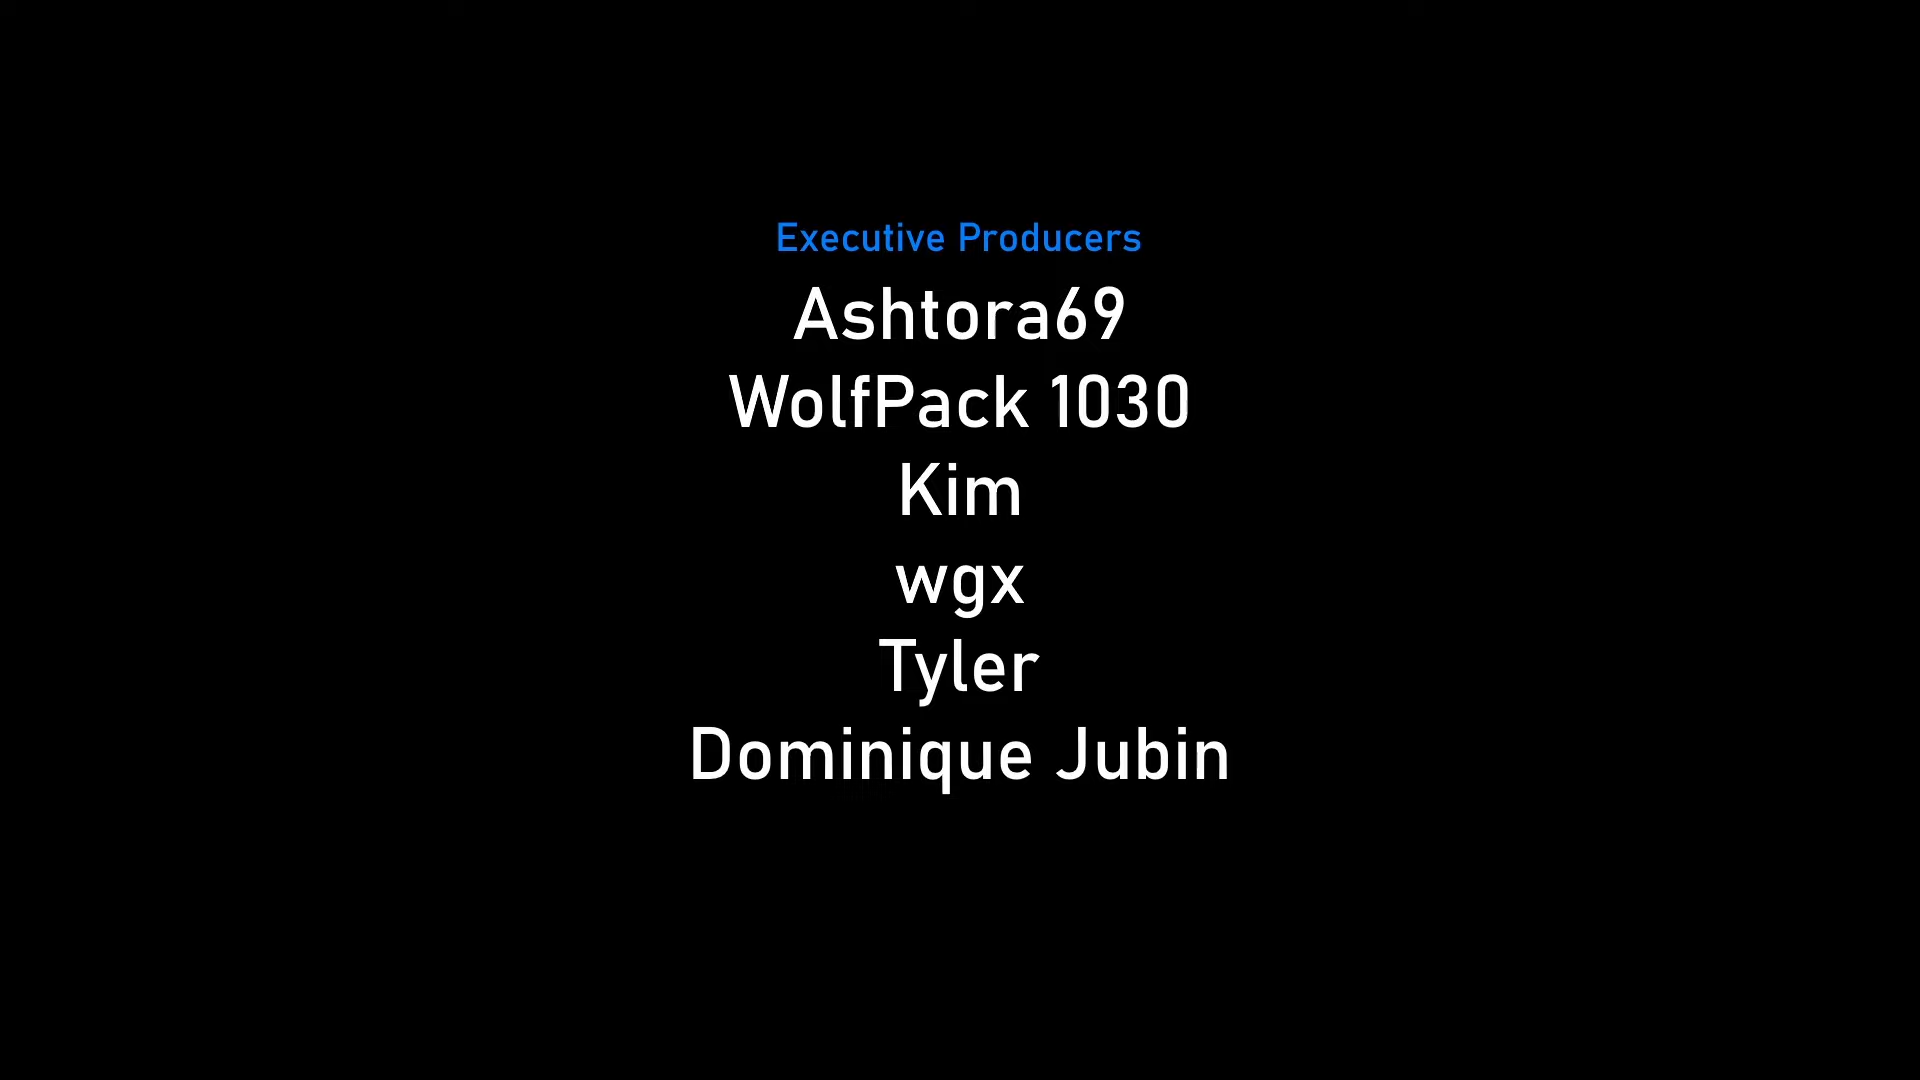 Executive Producers
Ashtora69
WolfPack 1030
Kim
wgx
Tyler
Dominique Jubin